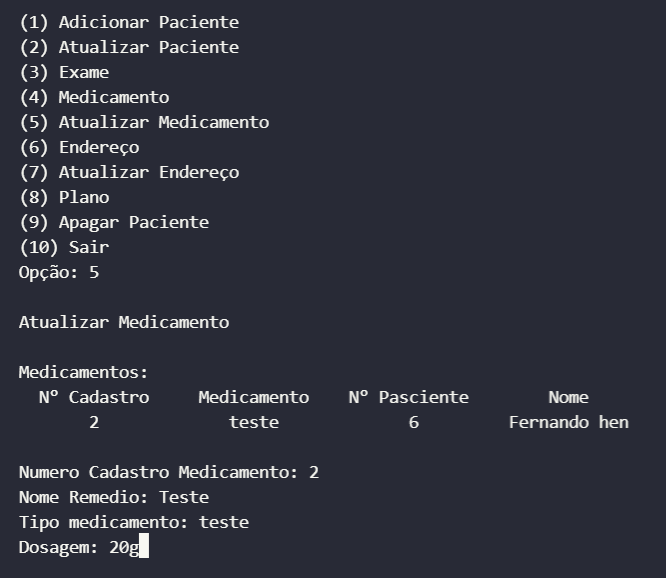 (1) Adicionar Paciente
(2) Atualizar Paciente
(3) Exame
(4) Medicamento
(5) Atualizar Medicamento
(6) Endereço
(7) Atualizar Endereço
(8) Plano
(9) Apagar Paciente
(10) Sair
Opção: 5
Atualizar Medicamento
Medicamentos:
Nº Cadastro Medicamento Nº Pasciente Nome
2 teste 6 Fernando hen
Numero Cadastro Medicamento: 2
Nome Remedio: Teste
Tipo medicamento: teste
Dosagem: 20g